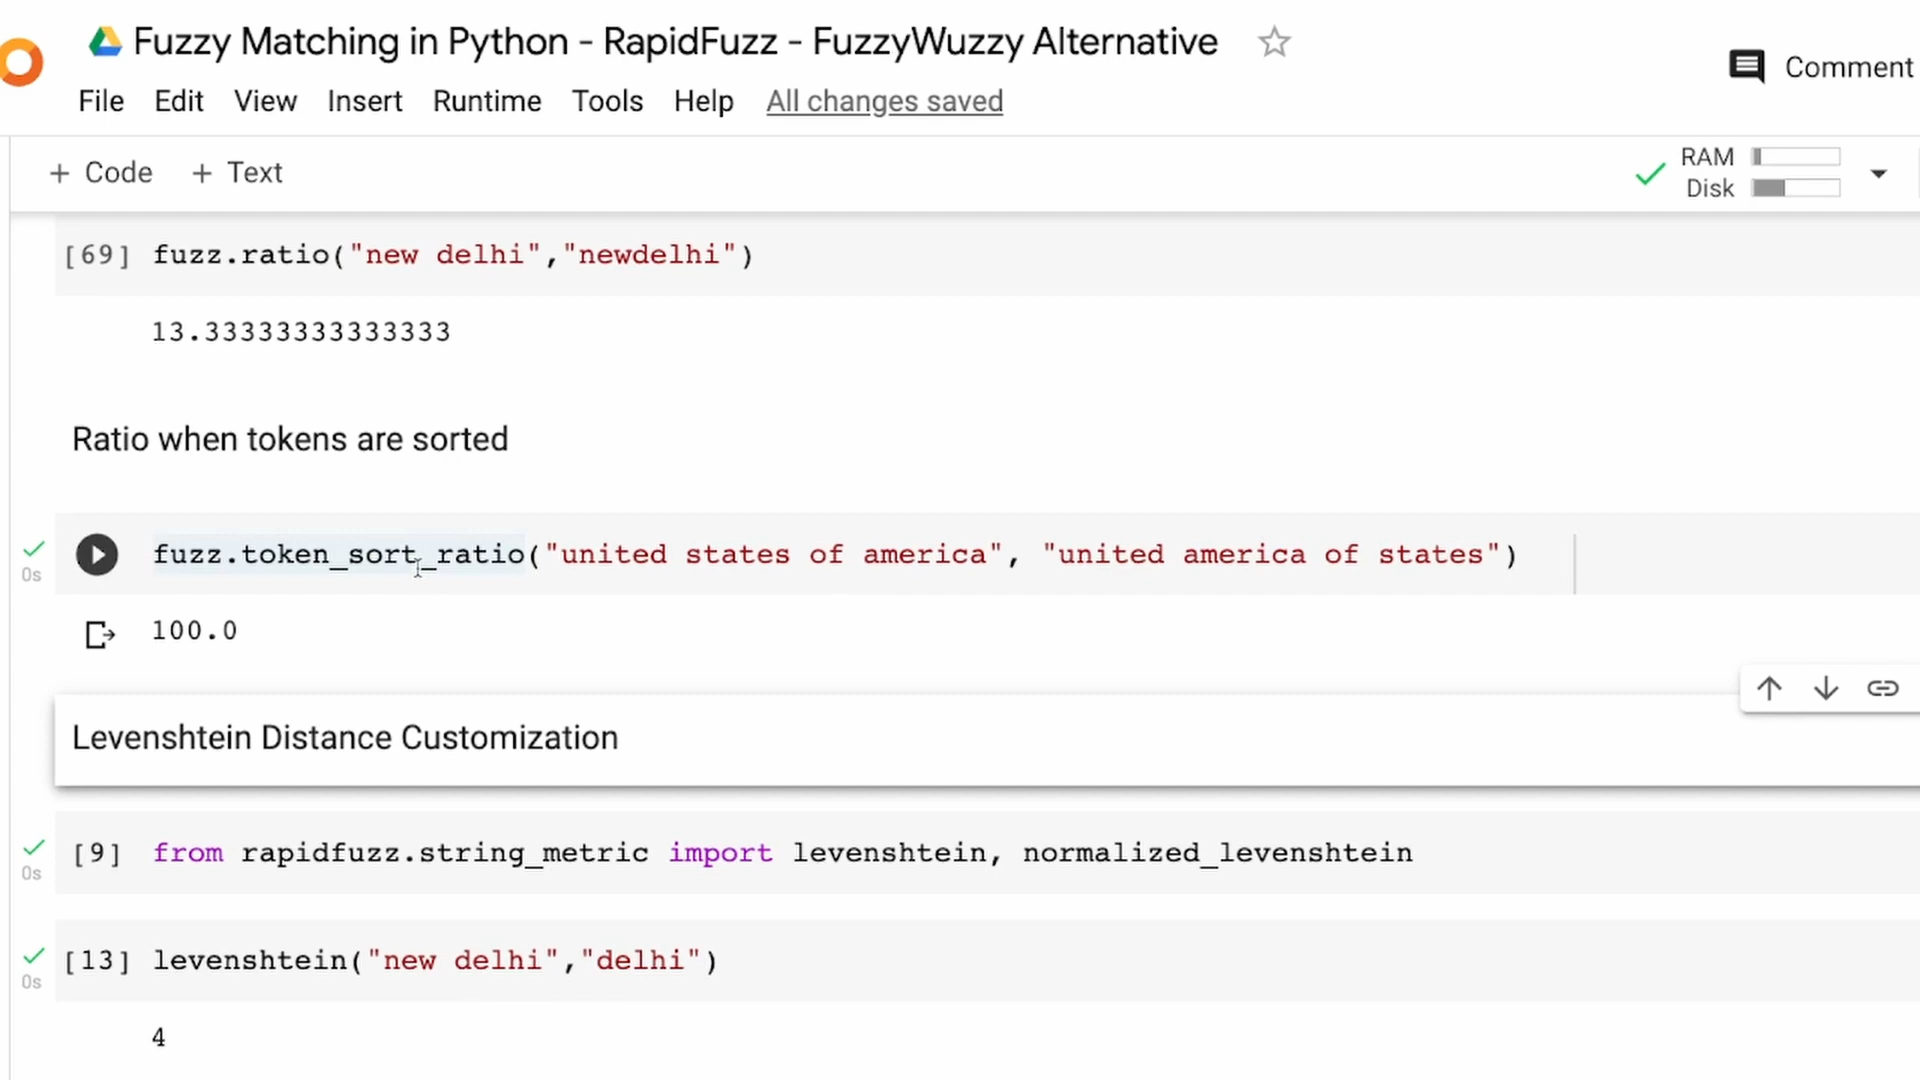 Fuzzy Matching in Python - RapidFuzz - FuzzyWuzzy Alternative
Comment
File Edit View Insert Runtime Tools Help All changes saved
+ Code + Text
RAM
Disk
[69] fuzz.ratio("new delhi","newdelhi")
13.33333333333333
Ratio when tokens are sorted
fuzz.token_sort_ratio("united states of america", "united america of states")
0s
100.0
Levenshtein Distance Customization
[9] from rapidfuzz.string_metric import levenshtein, normalized_levenshtein
0s
[13] levenshtein("new delhi","delhi")
0s
4